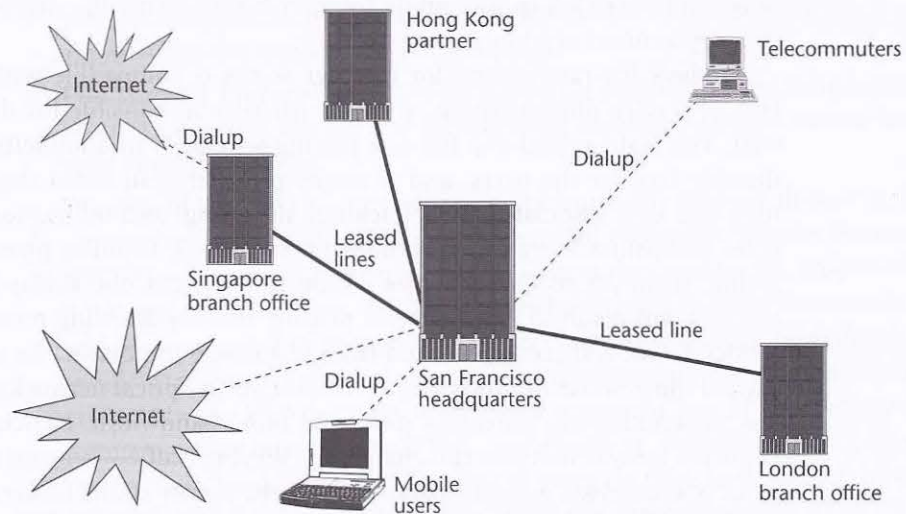 Hong Kong
partner
Telecommuters
Internet
Dialup
Dialup
Leased
lines
Singapore
branch office
Leased line
Dialup
San Francisco
headquarters
Internet
London
branch office
Mobile
users